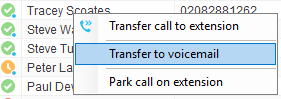 Tracey Scoates 02082881262
Steve Wa
Steve Tu
Peter La
Paul Dev
Transfer call to extension
Transfer to voicemail
Park call on extension